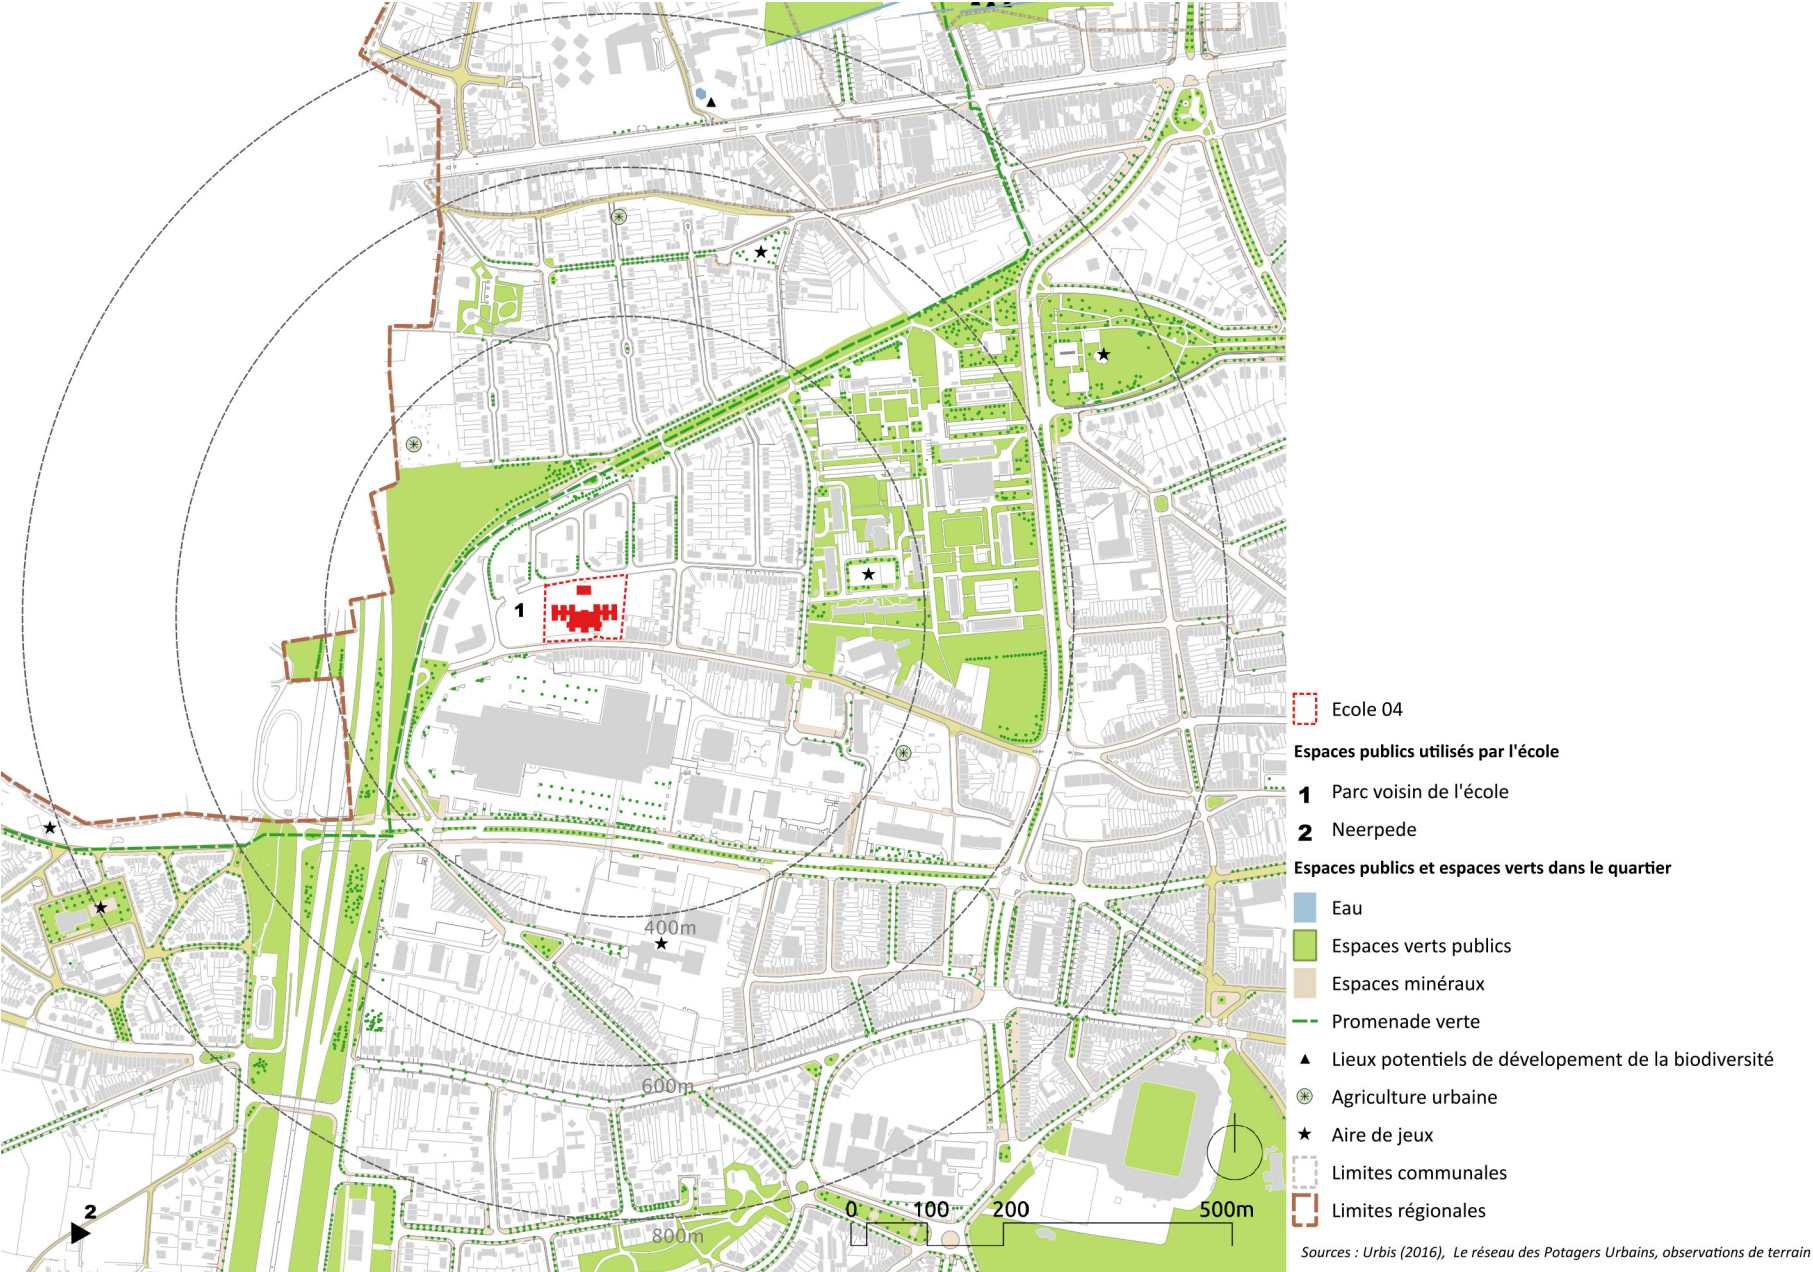 1
400m
600m
800m
2
0 100 200 500m
Ecole 04
Espaces publics utilisés par l'école
1 Parc voisin de l'école
2 Neerpede
Espaces publics et espaces verts dans le quartier
Eau
Espaces verts publics
Espaces minéraux
Promenade verte
Lieux potentiels de dévelopement de la biodiversité
Agriculture urbaine
Aire de jeux
Limites communales
Limites régionales
Sources : Urbis (2016), Le réseau des Potagers Urbains, observations de terrain